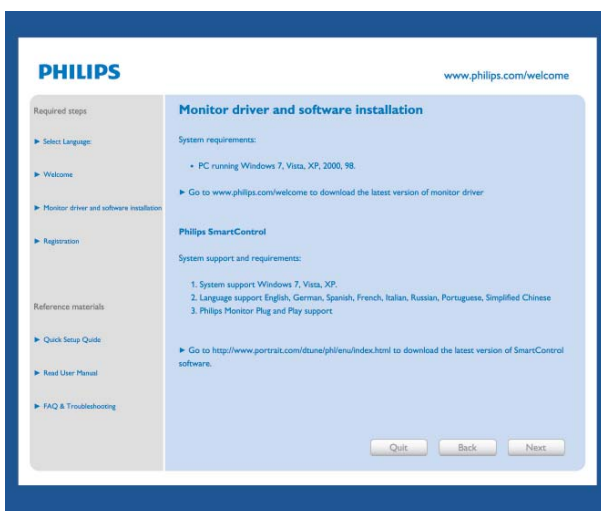 PHILIPS
www.philips.com/welcome
Required steps
► Select Language:
► Welcome
► Monitor driver and software installation
► Registration
Reference materials
► Quick Setup Quide
► Read User Manual
► FAQ & Troubleshooting
Monitor driver and software installation
System requirements:
• PC running Windows 7, Vista, XP, 2000, 98.
► Go to www.philips.com/welcome to download the latest version of monitor driver
Philips SmartControl
System support and requirements:
1. System support Windows 7, Vista, XP.
2. Language support English, German, Spanish, French, Italian, Russian, Portuguese, Simplified Chinese
3. Philips Monitor Plug and Play support
► Go to http://www.portrait.com/dtune/phl/enu/index.html to download the latest version of SmartControl
software.
Quit
Back
Next